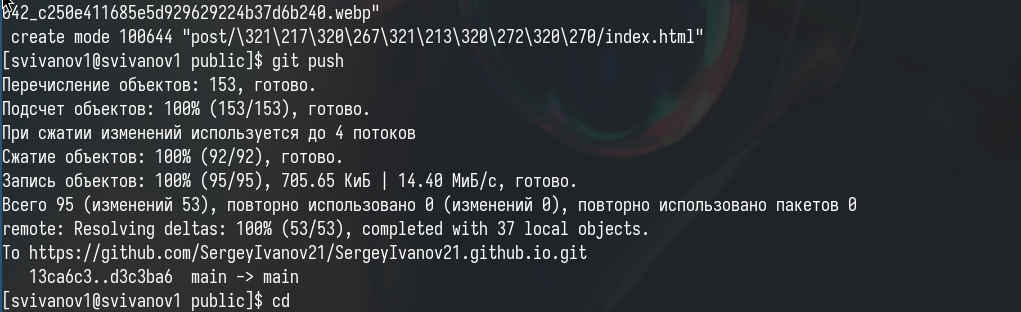 042_c250e411685e5d929629224b37d6b240.webp"
create mode 100644 "post/\321\217\320\267\321\213\320\272\320\270/index.html"
[svivanov1@svivanov1 public]$ git push
Перечисление объектов: 153, готово.
Подсчет объектов: 100% (153/153), готово.
При сжатии изменений используется до 4 потоков
Сжатие объектов: 100% (92/92), готово.
Запись объектов: 100% (95/95), 705.65 КиБ | 14.40 МиБ/с, готово.
Всего 95 (изменений 53), повторно использовано 0 (изменений 0), повторно использовано пакетов 0
remote: Resolving deltas: 100% (53/53), completed with 37 local objects.
To https://github.com/SergeyIvanov21/SergeyIvanov21.github.io.git
13ca6c3..d3c3ba6  main -> main
[svivanov1@svivanov1 public]$ cd